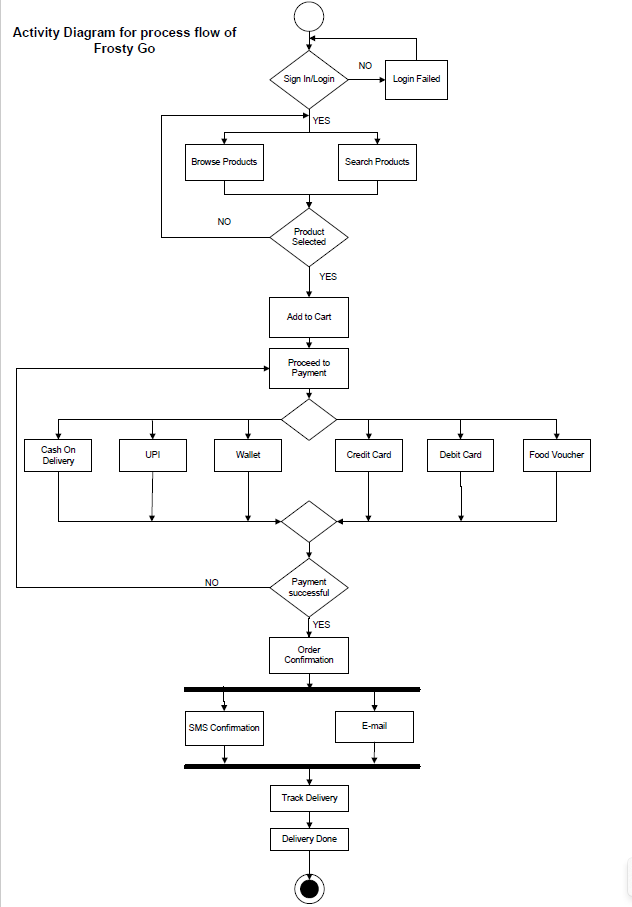 Activity Diagram for process flow of
Frosty Go
NO
Sign In/Login
Login Failed
YES
Browse Products
Search Products
NO
Product
Selected
YES
Add to Cart
Proceed to
Payment
Cash On
Delivery
UPI
Wallet
Credit Card
Debit Card
Food Voucher
NO
Payment
successful
YES
Order
Confirmation
SMS Confirmation
E-mail
Track Delivery
Delivery Done